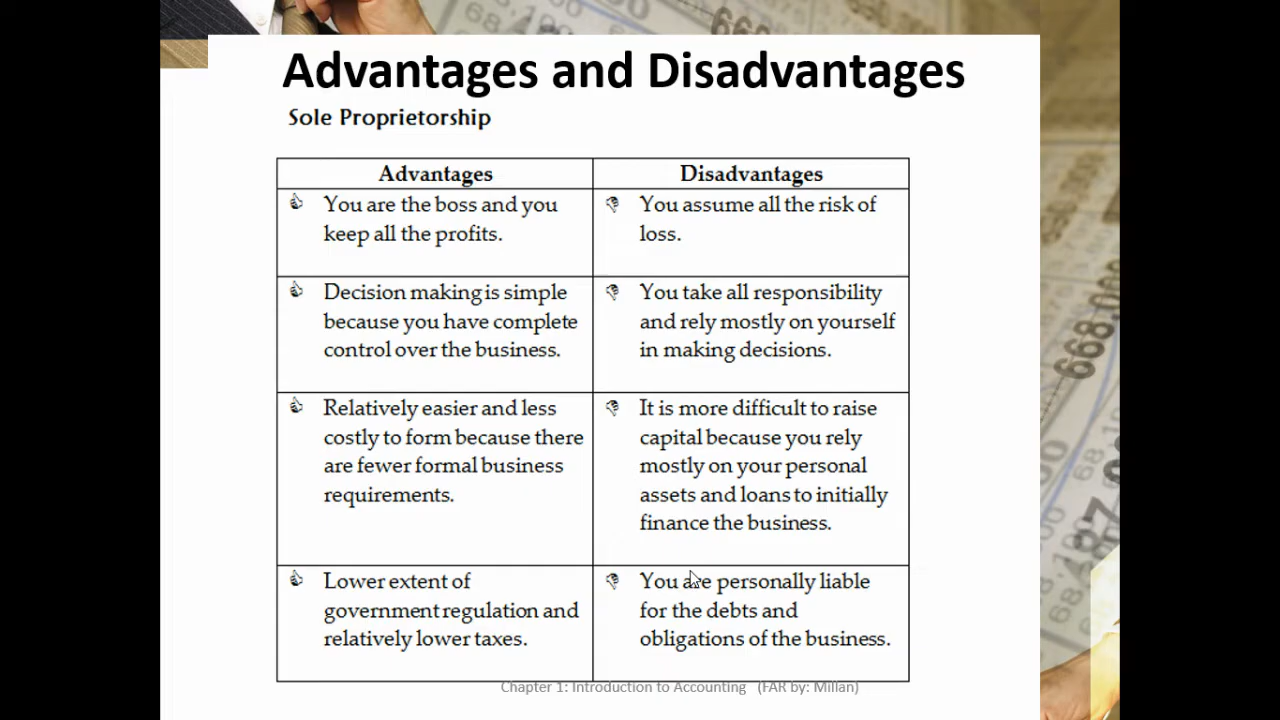 Advantages and Disadvantages
Sole Proprietorship
Advantages
Disadvantages
You are the boss and you
keep all the profits.
You assume all the risk of
loss.
Decision making is simple
because you have complete
control over the business.
You take all responsibility
and rely mostly on yourself
in making decisions.
Relatively easier and less
costly to form because there
are fewer formal business
requirements.
It is more difficult to raise
capital because you rely
mostly on your personal
assets and loans to initially
finance the business.
Lower extent of
government regulation and
relatively lower taxes.
You are personally liable
for the debts and
obligations of the business.
Chapter 1: Introduction to Accounting (FAR by: Millan)
668.00